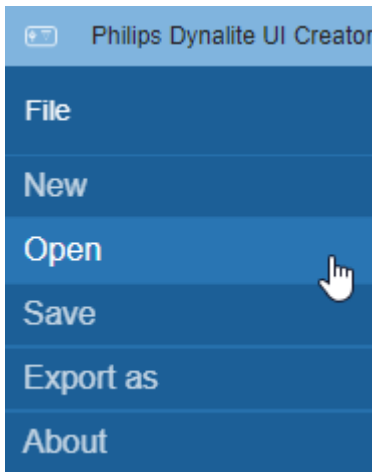 Philips Dynalite UI Creator
File
New
Open
Save
Export as
About